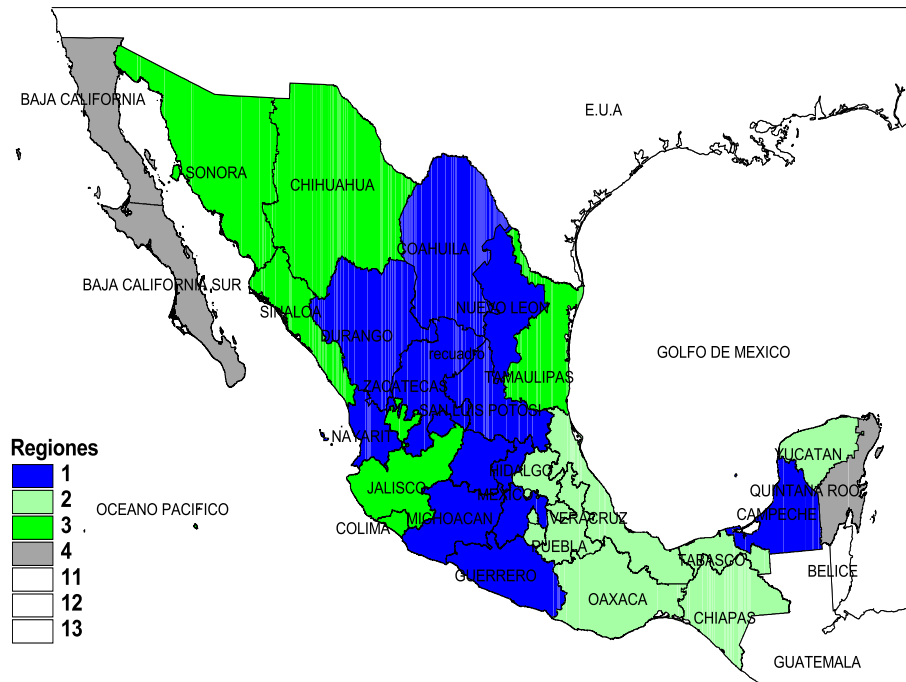 BAJA CALIFORNIA
E.U.A
SONORA
CHIHUAHUA
COAHUILA
BAJA CALIFORNIA SUR
SINALOA
NUEVO LEON
DURANGO
recuadro
GOLFO DE MEXICO
ZACATECAS
TAMAULIPAS
SAN LUIS POTOSI
NAYARIT
YUCATAN
HIDALGO
JALISCO
MEXICO
QUINTANA ROO
OCEANO PACIFICO
CAMPECHE
COLIMA
MICHOACAN
VERACRUZ
PUEBLA
TABASCO
BELICE
GUERRERO
OAXACA
CHIAPAS
GUATEMALA
Regiones
1
2
3
4
11
12
13